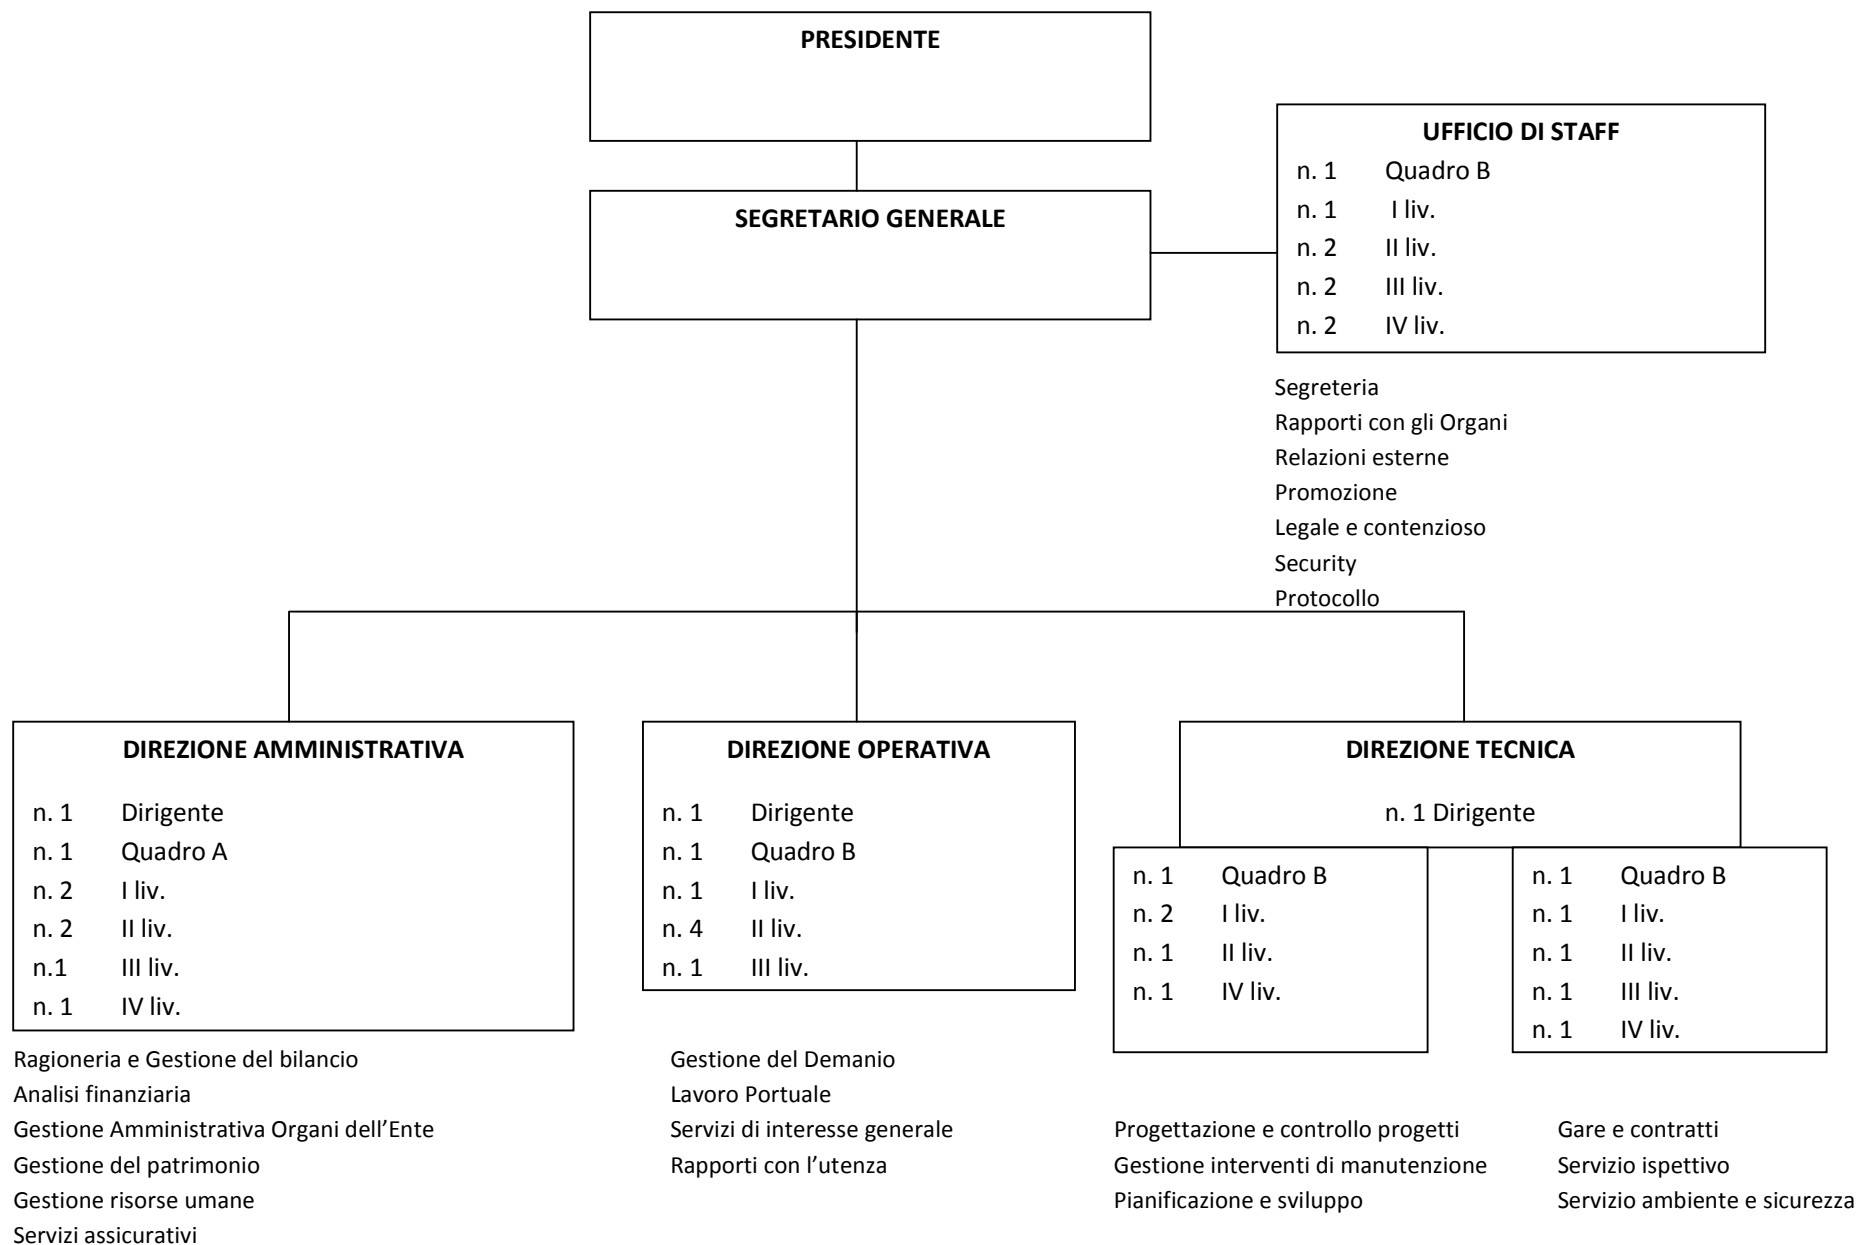 PRESIDENTE
SEGRETARIO GENERALE
UFFICIO DI STAFF
n. 1 Quadro B
n. 1 I liv.
n. 2 II liv.
n. 2 III liv.
n. 2 IV liv.
Segreteria
Rapporti con gli Organi
Relazioni esterne
Promozione
Legale e contenzioso
Security
Protocollo
DIREZIONE AMMINISTRATIVA
n. 1 Dirigente
n. 1 Quadro A
n. 2 I liv.
n. 2 II liv.
n.1 III liv.
n. 1 IV liv.
Ragioneria e Gestione del bilancio
Analisi finanziaria
Gestione Amministrativa Organi dell’Ente
Gestione del patrimonio
Gestione risorse umane
Servizi assicurativi
DIREZIONE OPERATIVA
n. 1 Dirigente
n. 1 Quadro B
n. 1 I liv.
n. 4 II liv.
n. 1 III liv.
Gestione del Demanio
Lavoro Portuale
Servizi di interesse generale
Rapporti con l’utenza
DIREZIONE TECNICA
n. 1 Dirigente
n. 1 Quadro B
n. 2 I liv.
n. 1 II liv.
n. 1 IV liv.
Progettazione e controllo progetti
Gestione interventi di manutenzione
Pianificazione e sviluppo
n. 1 Quadro B
n. 1 I liv.
n. 1 II liv.
n. 1 III liv.
n. 1 IV liv.
Gare e contratti
Servizio ispettivo
Servizio ambiente e sicurezza